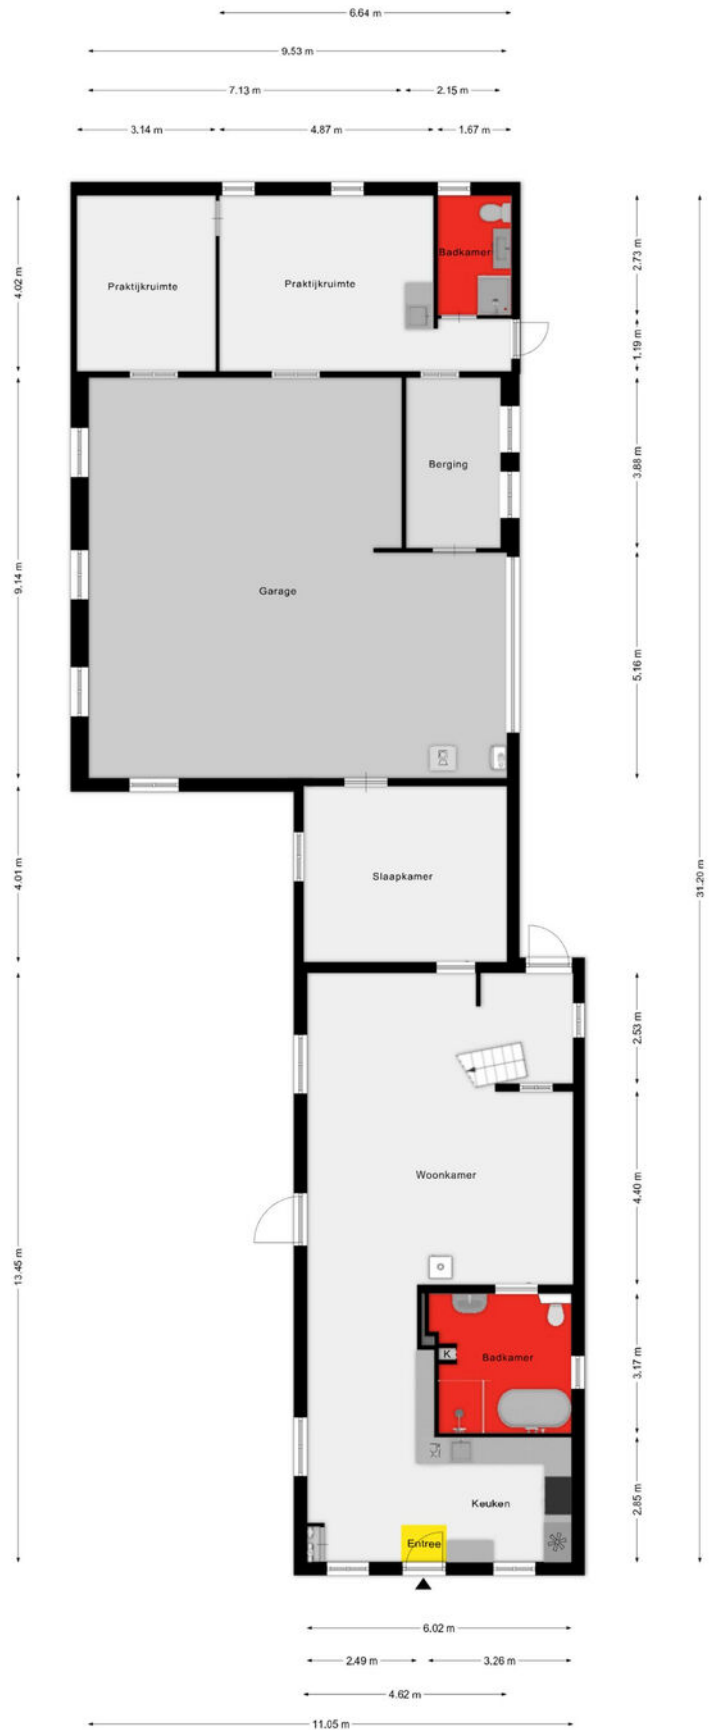 6.64 m
9.53 m
7.13 m
2.15 m
3.14 m
4.87 m
1.67 m
4.02 m
2.73 m
Badkamer
Praktijkruimte
Praktijkruimte
1.19 m
3.88 m
Berging
9.14 m
Garage
5.16 m
4.01 m
Slaapkamer
31.20 m
2.53 m
Woonkamer
4.40 m
13.45 m
K
Badkamer
3.17 m
Keuken
2.85 m
Entree
6.02 m
2.49 m
3.26 m
4.62 m
11.05 m